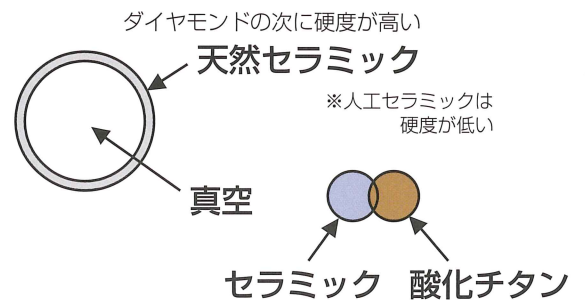 ダイヤモンドの次に硬度が高い
天然セラミック
※人工セラミックは
硬度が低い
真空
セラミック
酸化チタン